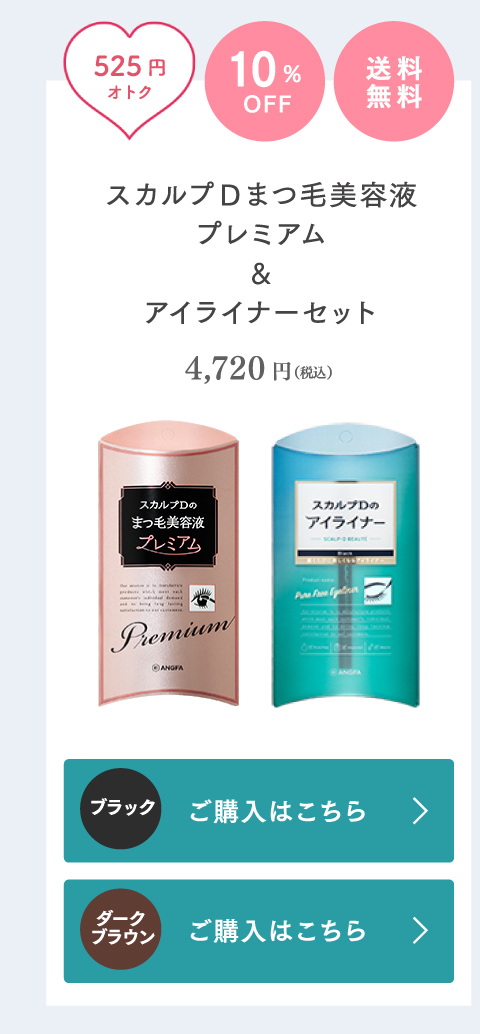 525円
オトク
10%
OFF
送料
無料
スカルプDまつ毛美容液
プレミアム
&
アイライナーセット
4,720円(税込)
スカルプDの
まつ毛美容液
プレミアム
Premium
ANGFA
スカルプDの
アイライナー
SCALP-D BEAUTÉ
Black
Pure Free Eyeliner
ANGFA
ブラック
ご購入はこちら
ダーク
ブラウン
ご購入はこちら